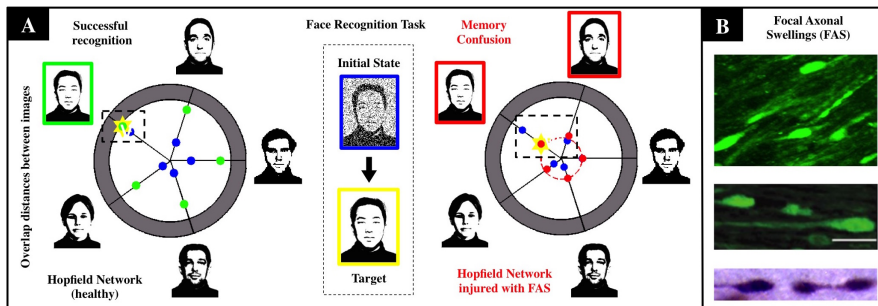 A
Successful
recognition
Overlap distances between images
Hopfield Network
(healthy)
Face Recognition Task
Initial State
Target
Memory
Confusion
Hopfield Network
injured with FAS
B
Focal Axonal
Swellings (FAS)